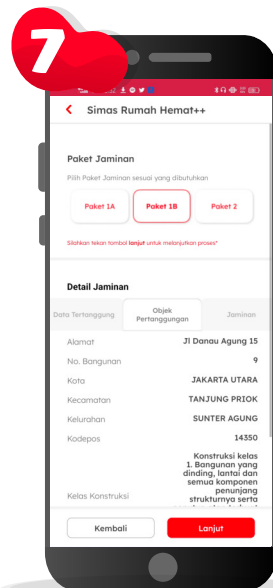 7
Simas Rumah Hemat++
Paket Jaminan
Pilih Paket Jaminan sesuai yang dibutuhkan
Paket 1A Paket 1B Paket 2
Silahkan tekan tombol lanjut untuk melanjutkan proses*
Detail Jaminan
Data Tertanggung Objek Pertanggungan Jaminan
Alamat Jl Danau Agung 15
No. Bangunan 9
Kota JAKARTA UTARA
Kecamatan TANJUNG PRIOK
Kelurahan SUNTER AGUNG
Kodepos 14350
Kelas Konstruksi Konstruksi kelas
1. Bangunan yang
dinding, lantai dan
semua komponen
penunjang
strukturnya serta
Kembali Lanjut